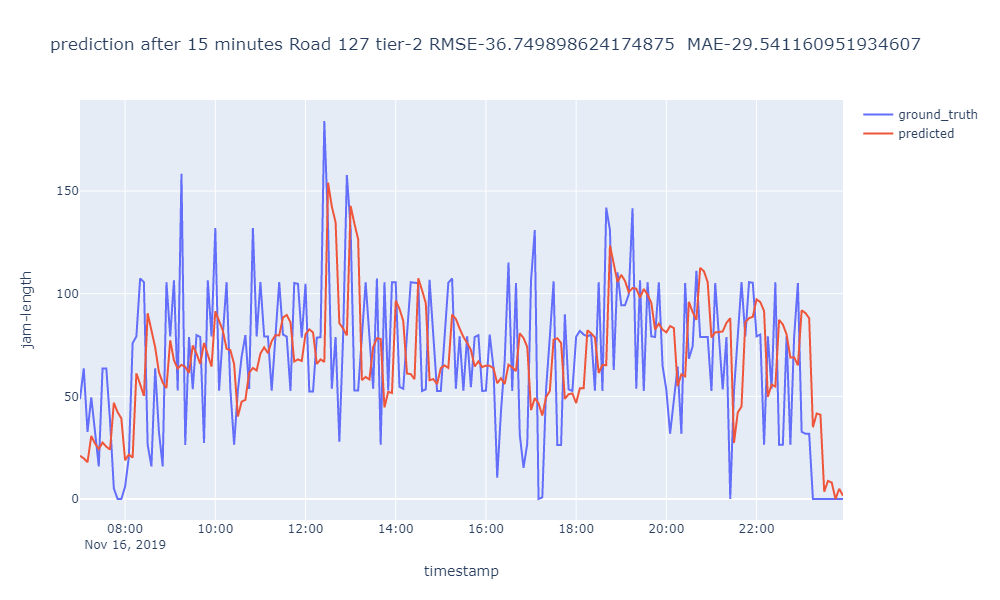 prediction after 15 minutes Road 127 tier-2 RMSE-36.749898624174875  MAE-29.541160951934607
ground_truth
predicted
150
100
50
0
jam-length
08:00 10:00 12:00 14:00 16:00 18:00 20:00 22:00
Nov 16, 2019
timestamp